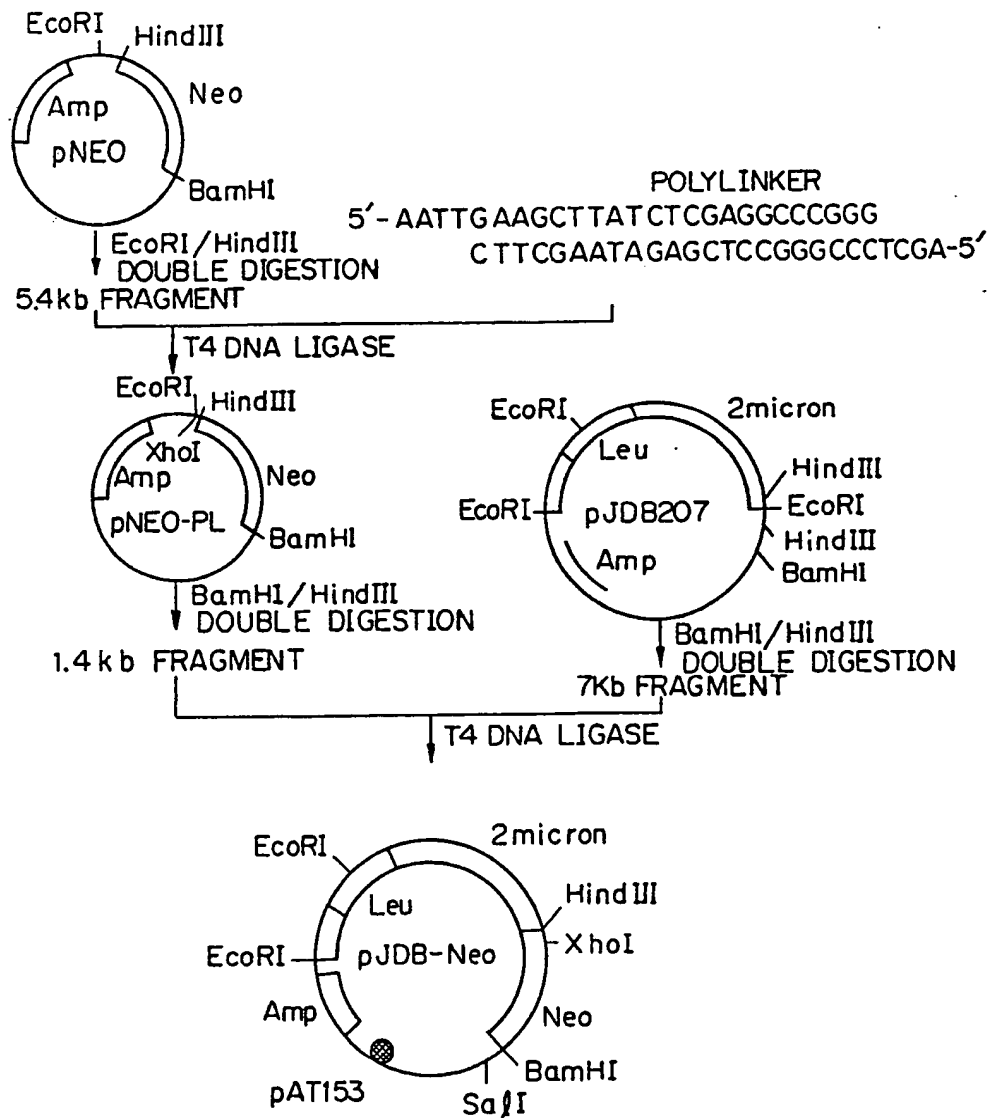 EcoRI
HindIII
Amp
Neo
pNEO
BamHI
EcoRI/HindIII
DOUBLE DIGESTION
5.4kb FRAGMENT
POLYLINKER
5′-AATTGAAGCTTATCTCGAGGCCCGGG
CTTCGAATAGAGCTCCGGGCCCTCGA-5′
T4 DNA LIGASE
EcoRI
HindIII
XhoI
Amp
Neo
pNEO-PL
BamHI
BamHI/HindIII
DOUBLE DIGESTION
1.4kb FRAGMENT
EcoRI
2micron
Leu
HindIII
EcoRI
pJDB207
EcoRI
HindIII
Amp
BamHI
BamHI/HindIII
DOUBLE DIGESTION
7Kb FRAGMENT
T4 DNA LIGASE
2micron
EcoRI
HindIII
Leu
XhoI
EcoRI
pJDB-Neo
Amp
Neo
BamHI
pAT153
SalI